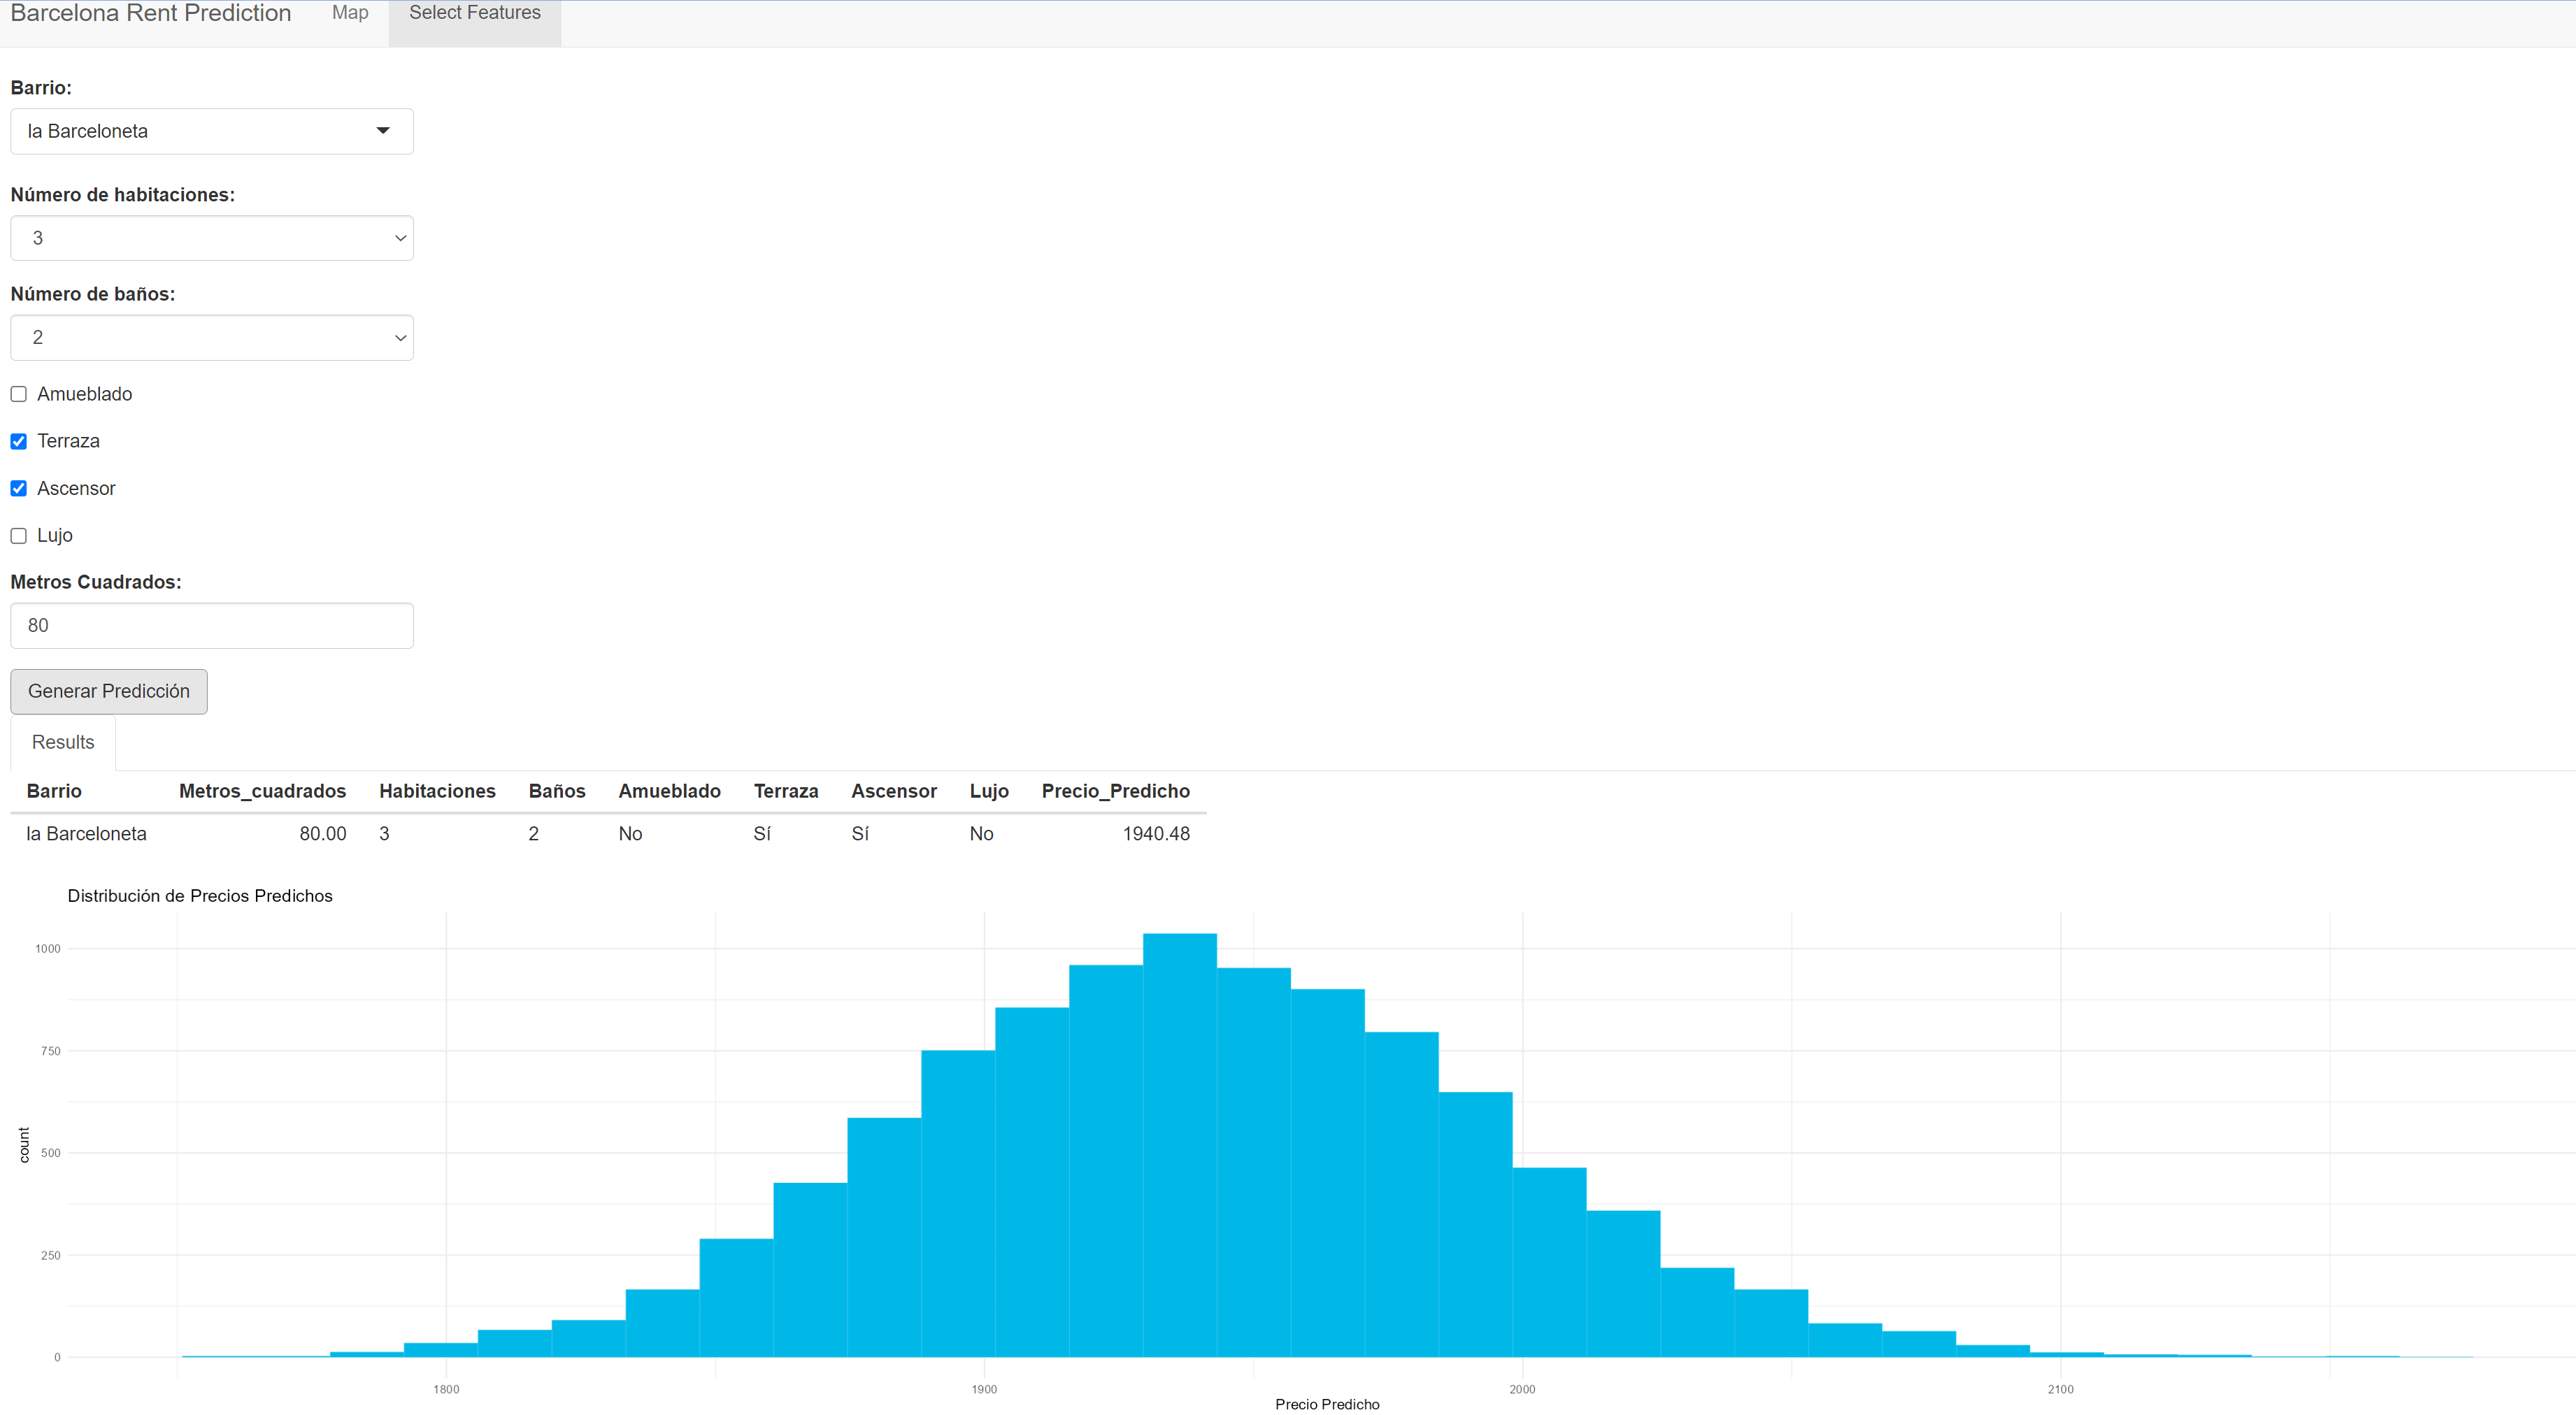 Barcelona Rent Prediction Map Select Features
Barrio:
la Barceloneta
Número de habitaciones:
3
Número de baños:
2
Amueblado
Terraza
Ascensor
Lujo
Metros Cuadrados:
80
Generar Predicción
Results
Barrio Metros_cuadrados Habitaciones Baños Amueblado Terraza Ascensor Lujo Precio_Predicho
la Barceloneta 80.00 3 2 No Sí Sí No 1940.48
Distribución de Precios Predichos
1000
750
500
250
0
count
1800 1900 2000 2100
Precio Predicho